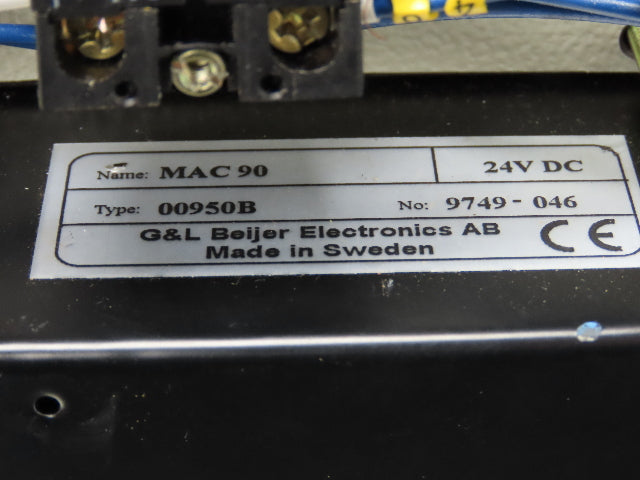 Name: MAC 90 24V DC
Type: 00950B No: 9749-046
G&L Beijer Electronics AB
Made in Sweden CE